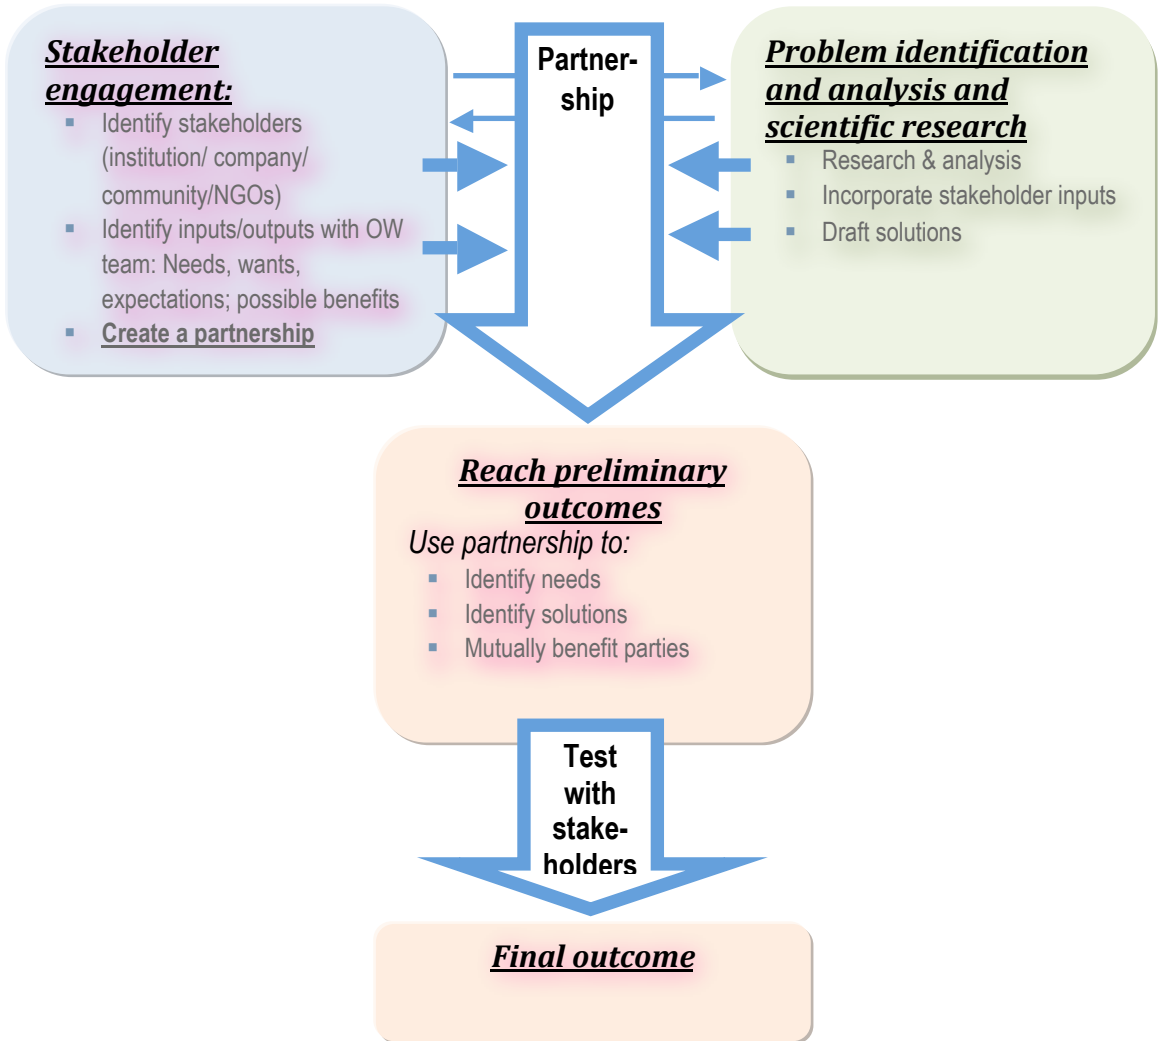 Stakeholder
engagement:
▪ Identify stakeholders
(institution/ company/
community/NGOs)
▪ Identify inputs/outputs with OW
team: Needs, wants,
expectations; possible benefits
▪ Create a partnership
Partner-
ship
Problem identification
and analysis and
scientific research
▪ Research & analysis
▪ Incorporate stakeholder inputs
▪ Draft solutions
Reach preliminary
outcomes
Use partnership to:
▪ Identify needs
▪ Identify solutions
▪ Mutually benefit parties
Test
with
stake-
holders
Final outcome